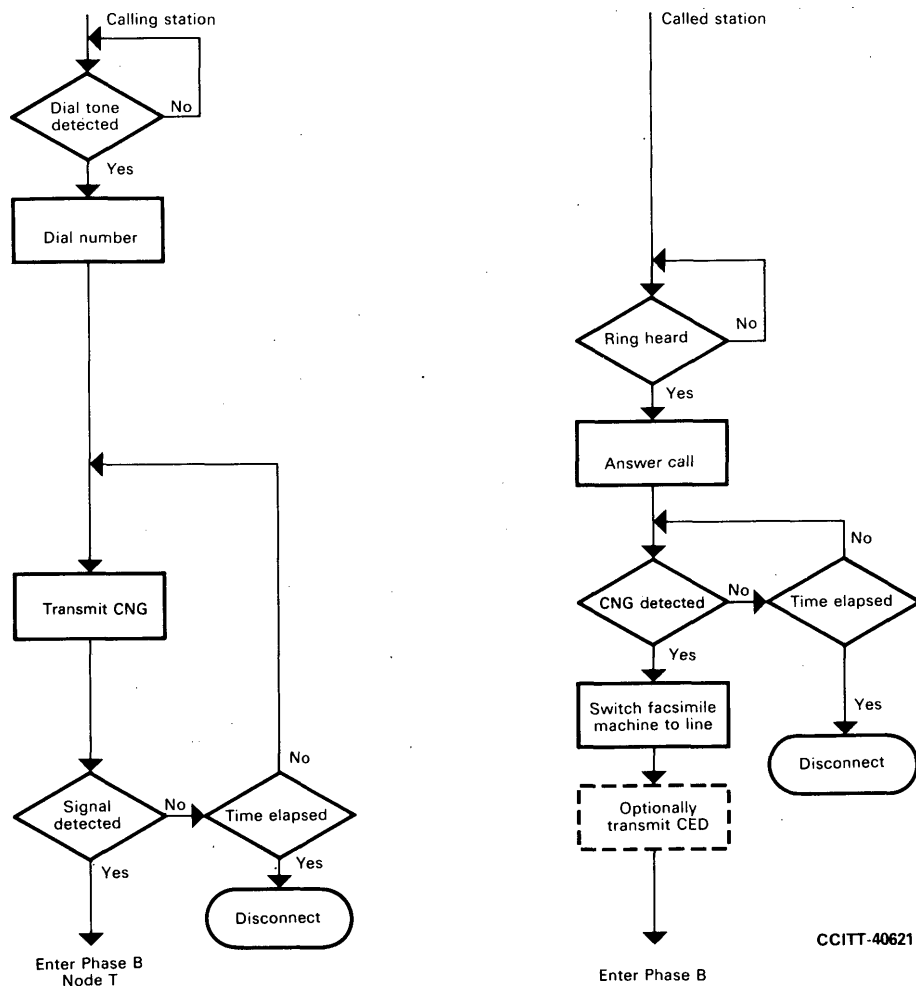 Calling station
Dial tone
detected
No
Yes
Dial number
Transmit CNG
Signal
detected
No
Time elapsed
No
Yes
Yes
Disconnect
Enter Phase B
Node T
Called station
Ring heard
No
Yes
Answer call
CNG detected
No
Time elapsed
No
Yes
Yes
Switch facsimile
machine to line
Disconnect
Optionally
transmit CED
Enter Phase B
CCITT-40621